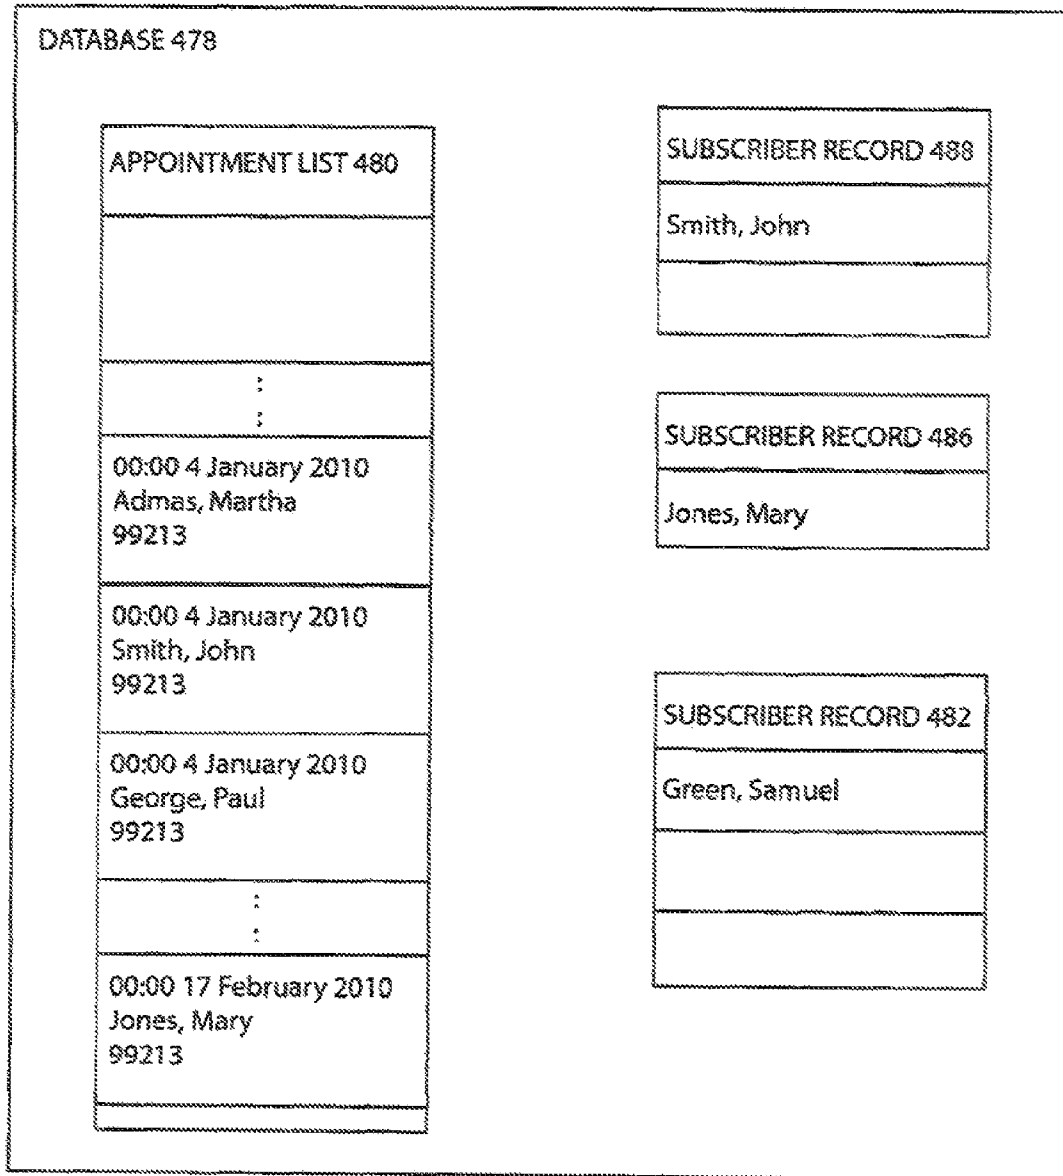 DATABASE 478
APPOINTMENT LIST 480
:
:
00:00 4 January 2010
Admas, Martha
99213
00:00 4 January 2010
Smith, John
99213
00:00 4 January 2010
George, Paul
99213
:
:
00:00 17 February 2010
Jones, Mary
99213
SUBSCRIBER RECORD 488
Smith, John
SUBSCRIBER RECORD 486
Jones, Mary
SUBSCRIBER RECORD 482
Green, Samuel